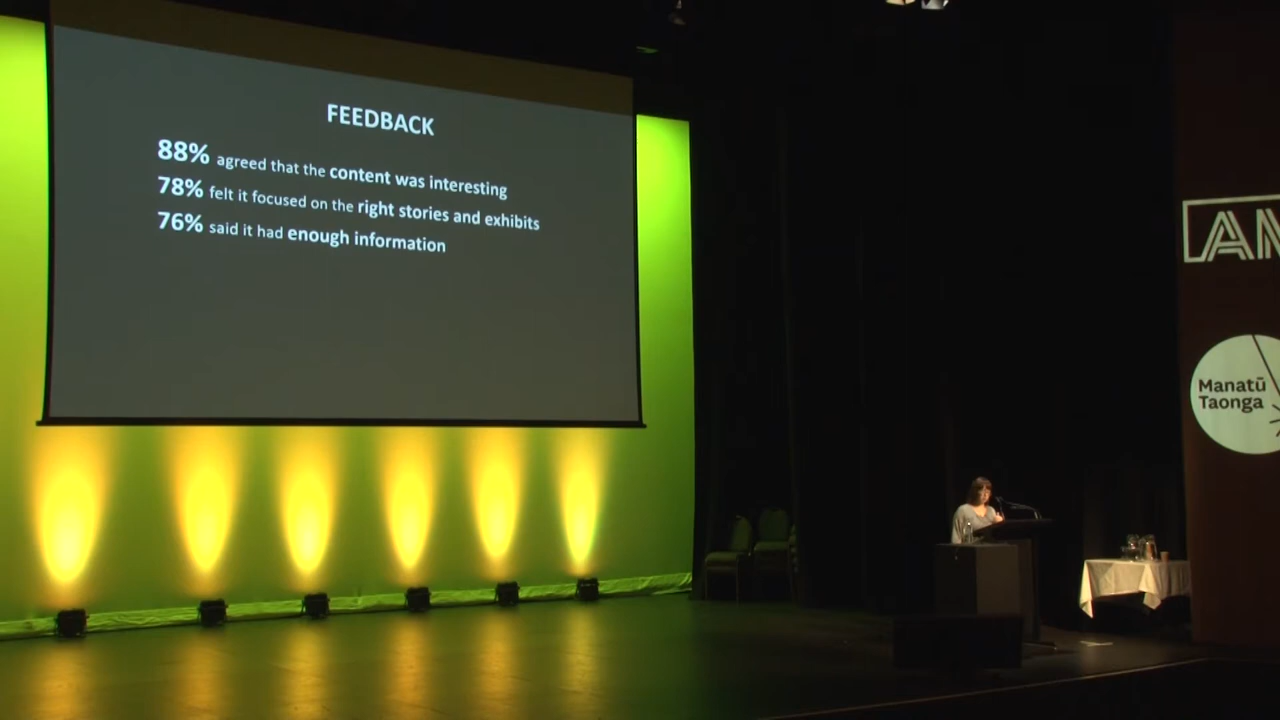 FEEDBACK
88% agreed that the content was interesting
78% felt it focused on the right stories and exhibits
76% said it had enough information
Manatū
Taonga